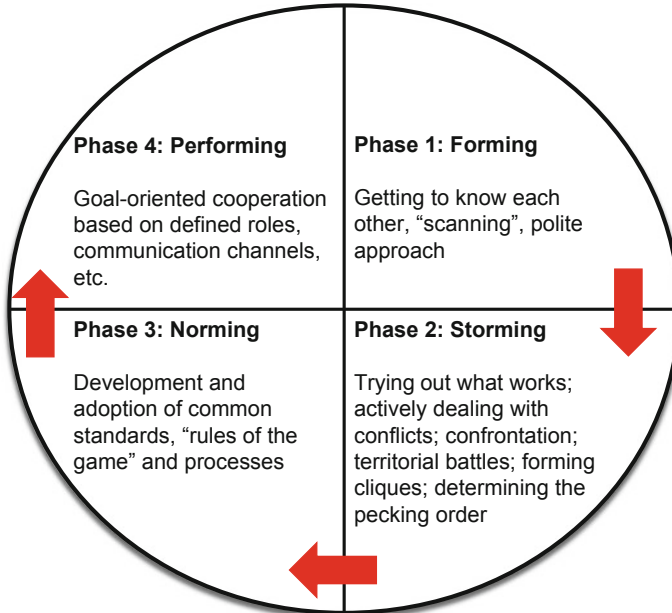 Phase 4: Performing
Goal-oriented cooperation
based on defined roles,
communication channels,
etc.
Phase 1: Forming
Getting to know each
other, “scanning”, polite
approach
Phase 3: Norming
Development and
adoption of common
standards, “rules of the
game” and processes
Phase 2: Storming
Trying out what works;
actively dealing with
conflicts; confrontation;
territorial battles; forming
cliques; determining the
pecking order